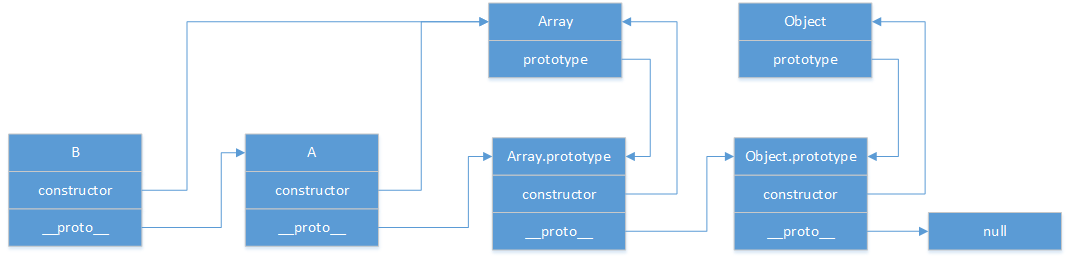 Array
prototype
Object
prototype
B
constructor
__proto__
A
constructor
__proto__
Array.prototype
constructor
__proto__
Object.prototype
constructor
__proto__
null